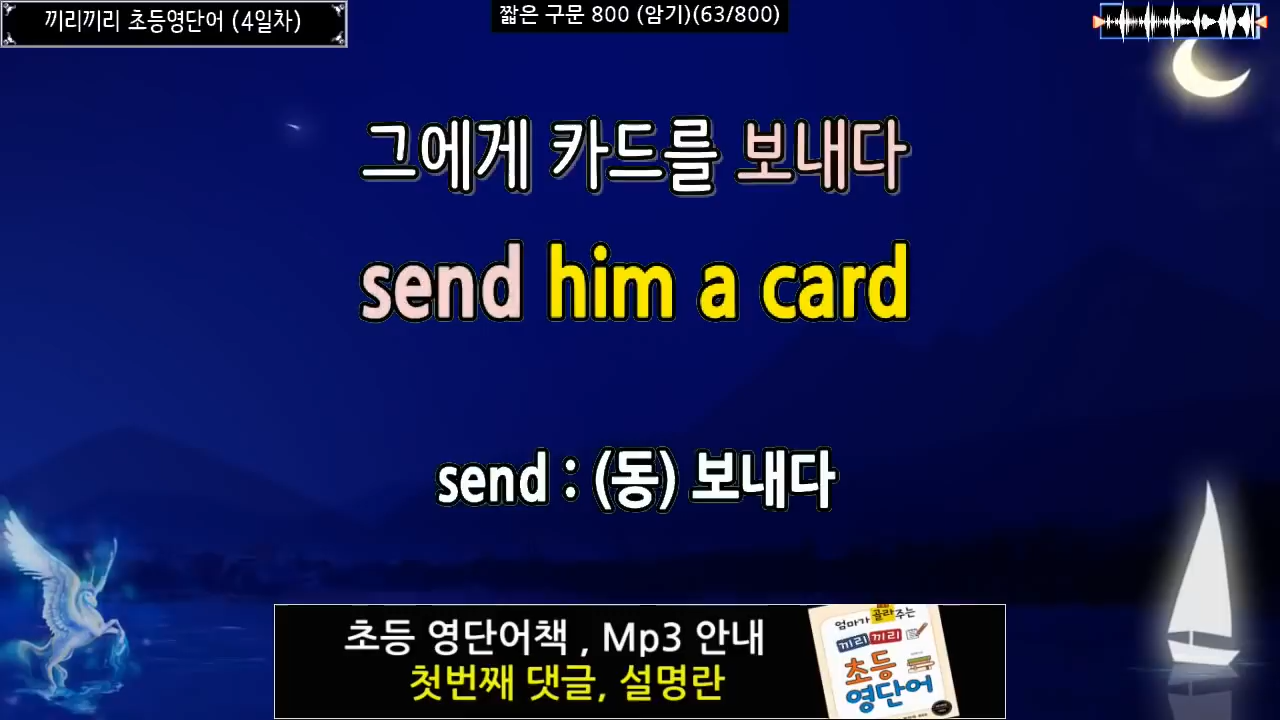 끼리끼리 초등영단어 (4일차)
짧은 구문 800 (암기)(63/800)
그에게 카드를 보내다
send him a card
send : (동) 보내다
초등 영단어책 , Mp3 안내
첫번째 댓글, 설명란
엄마가 골라주는
끼리끼리
초등
영단어